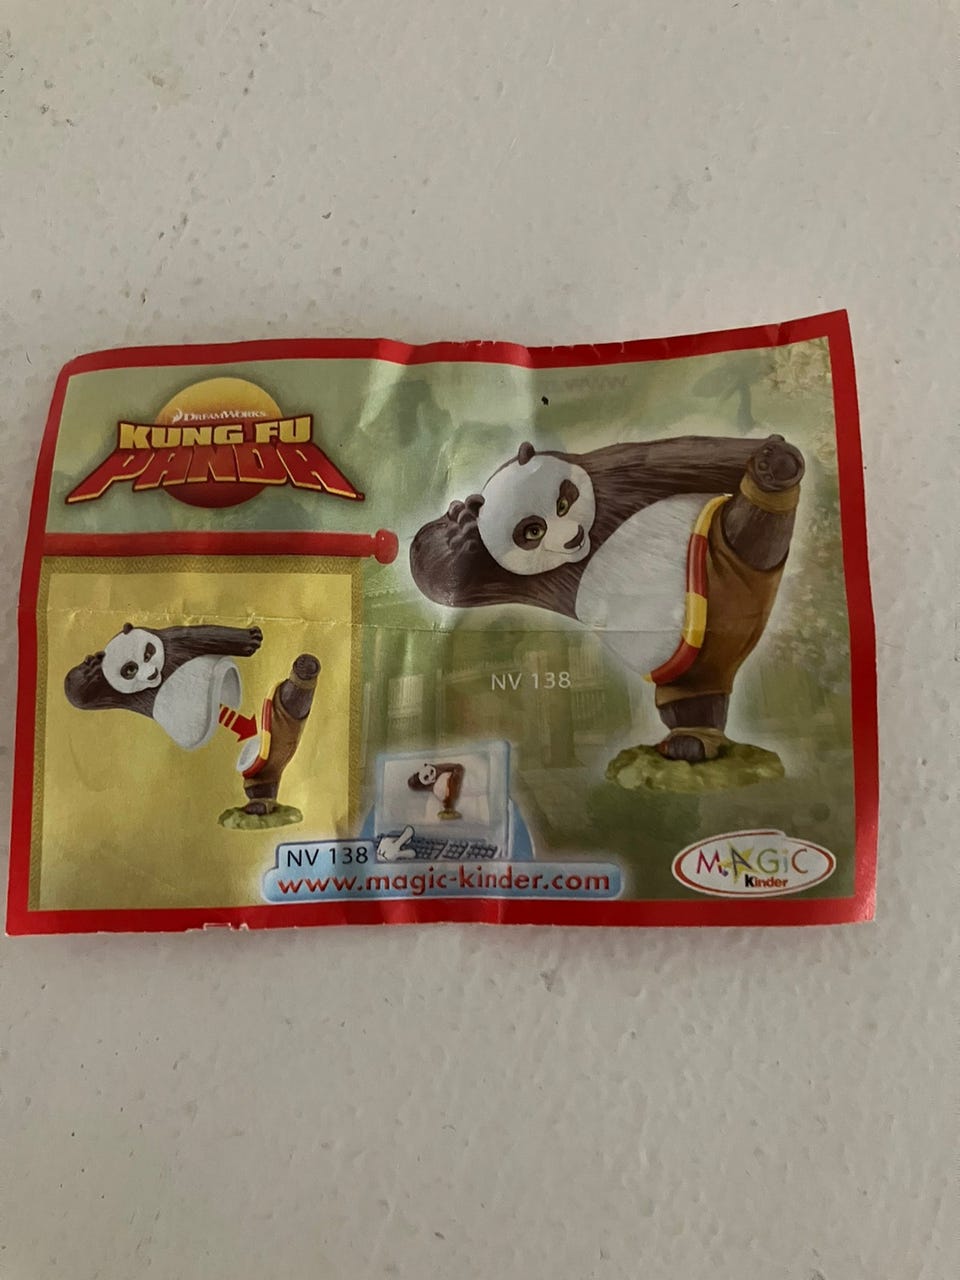 DREAMWORKS
KUNG FU
PANDA
NV 138
NV 138
www.magic-kinder.com
MAGiC
Kinder